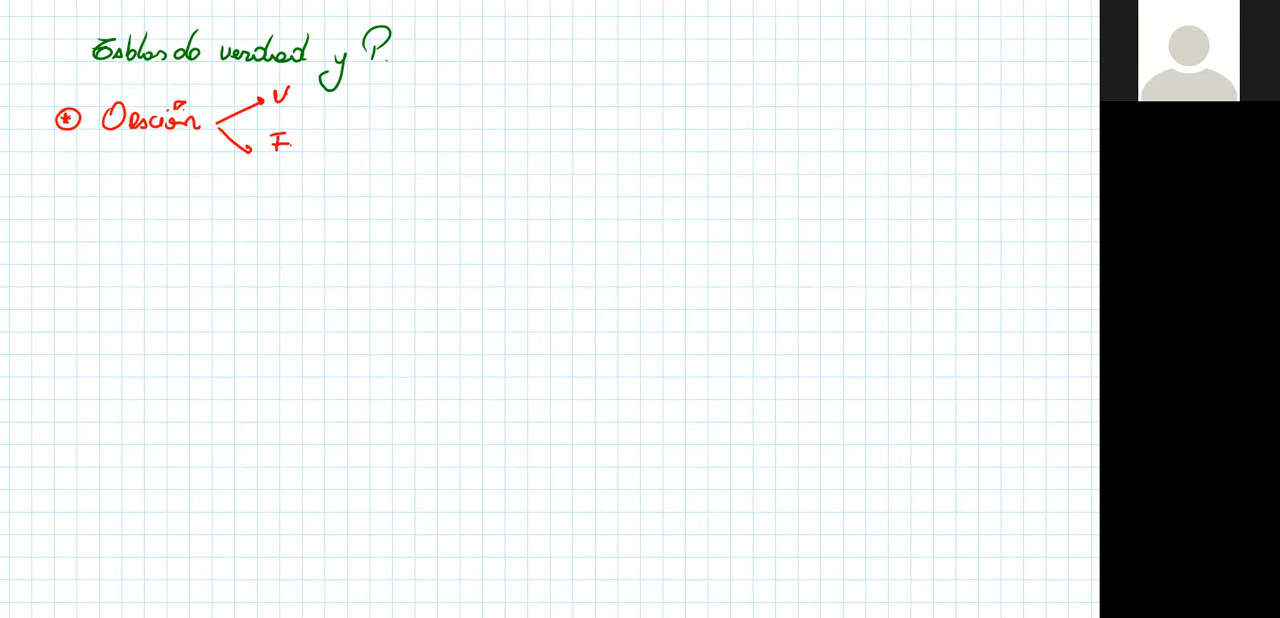 Tablas de verdad y P.
* Oración V
F.